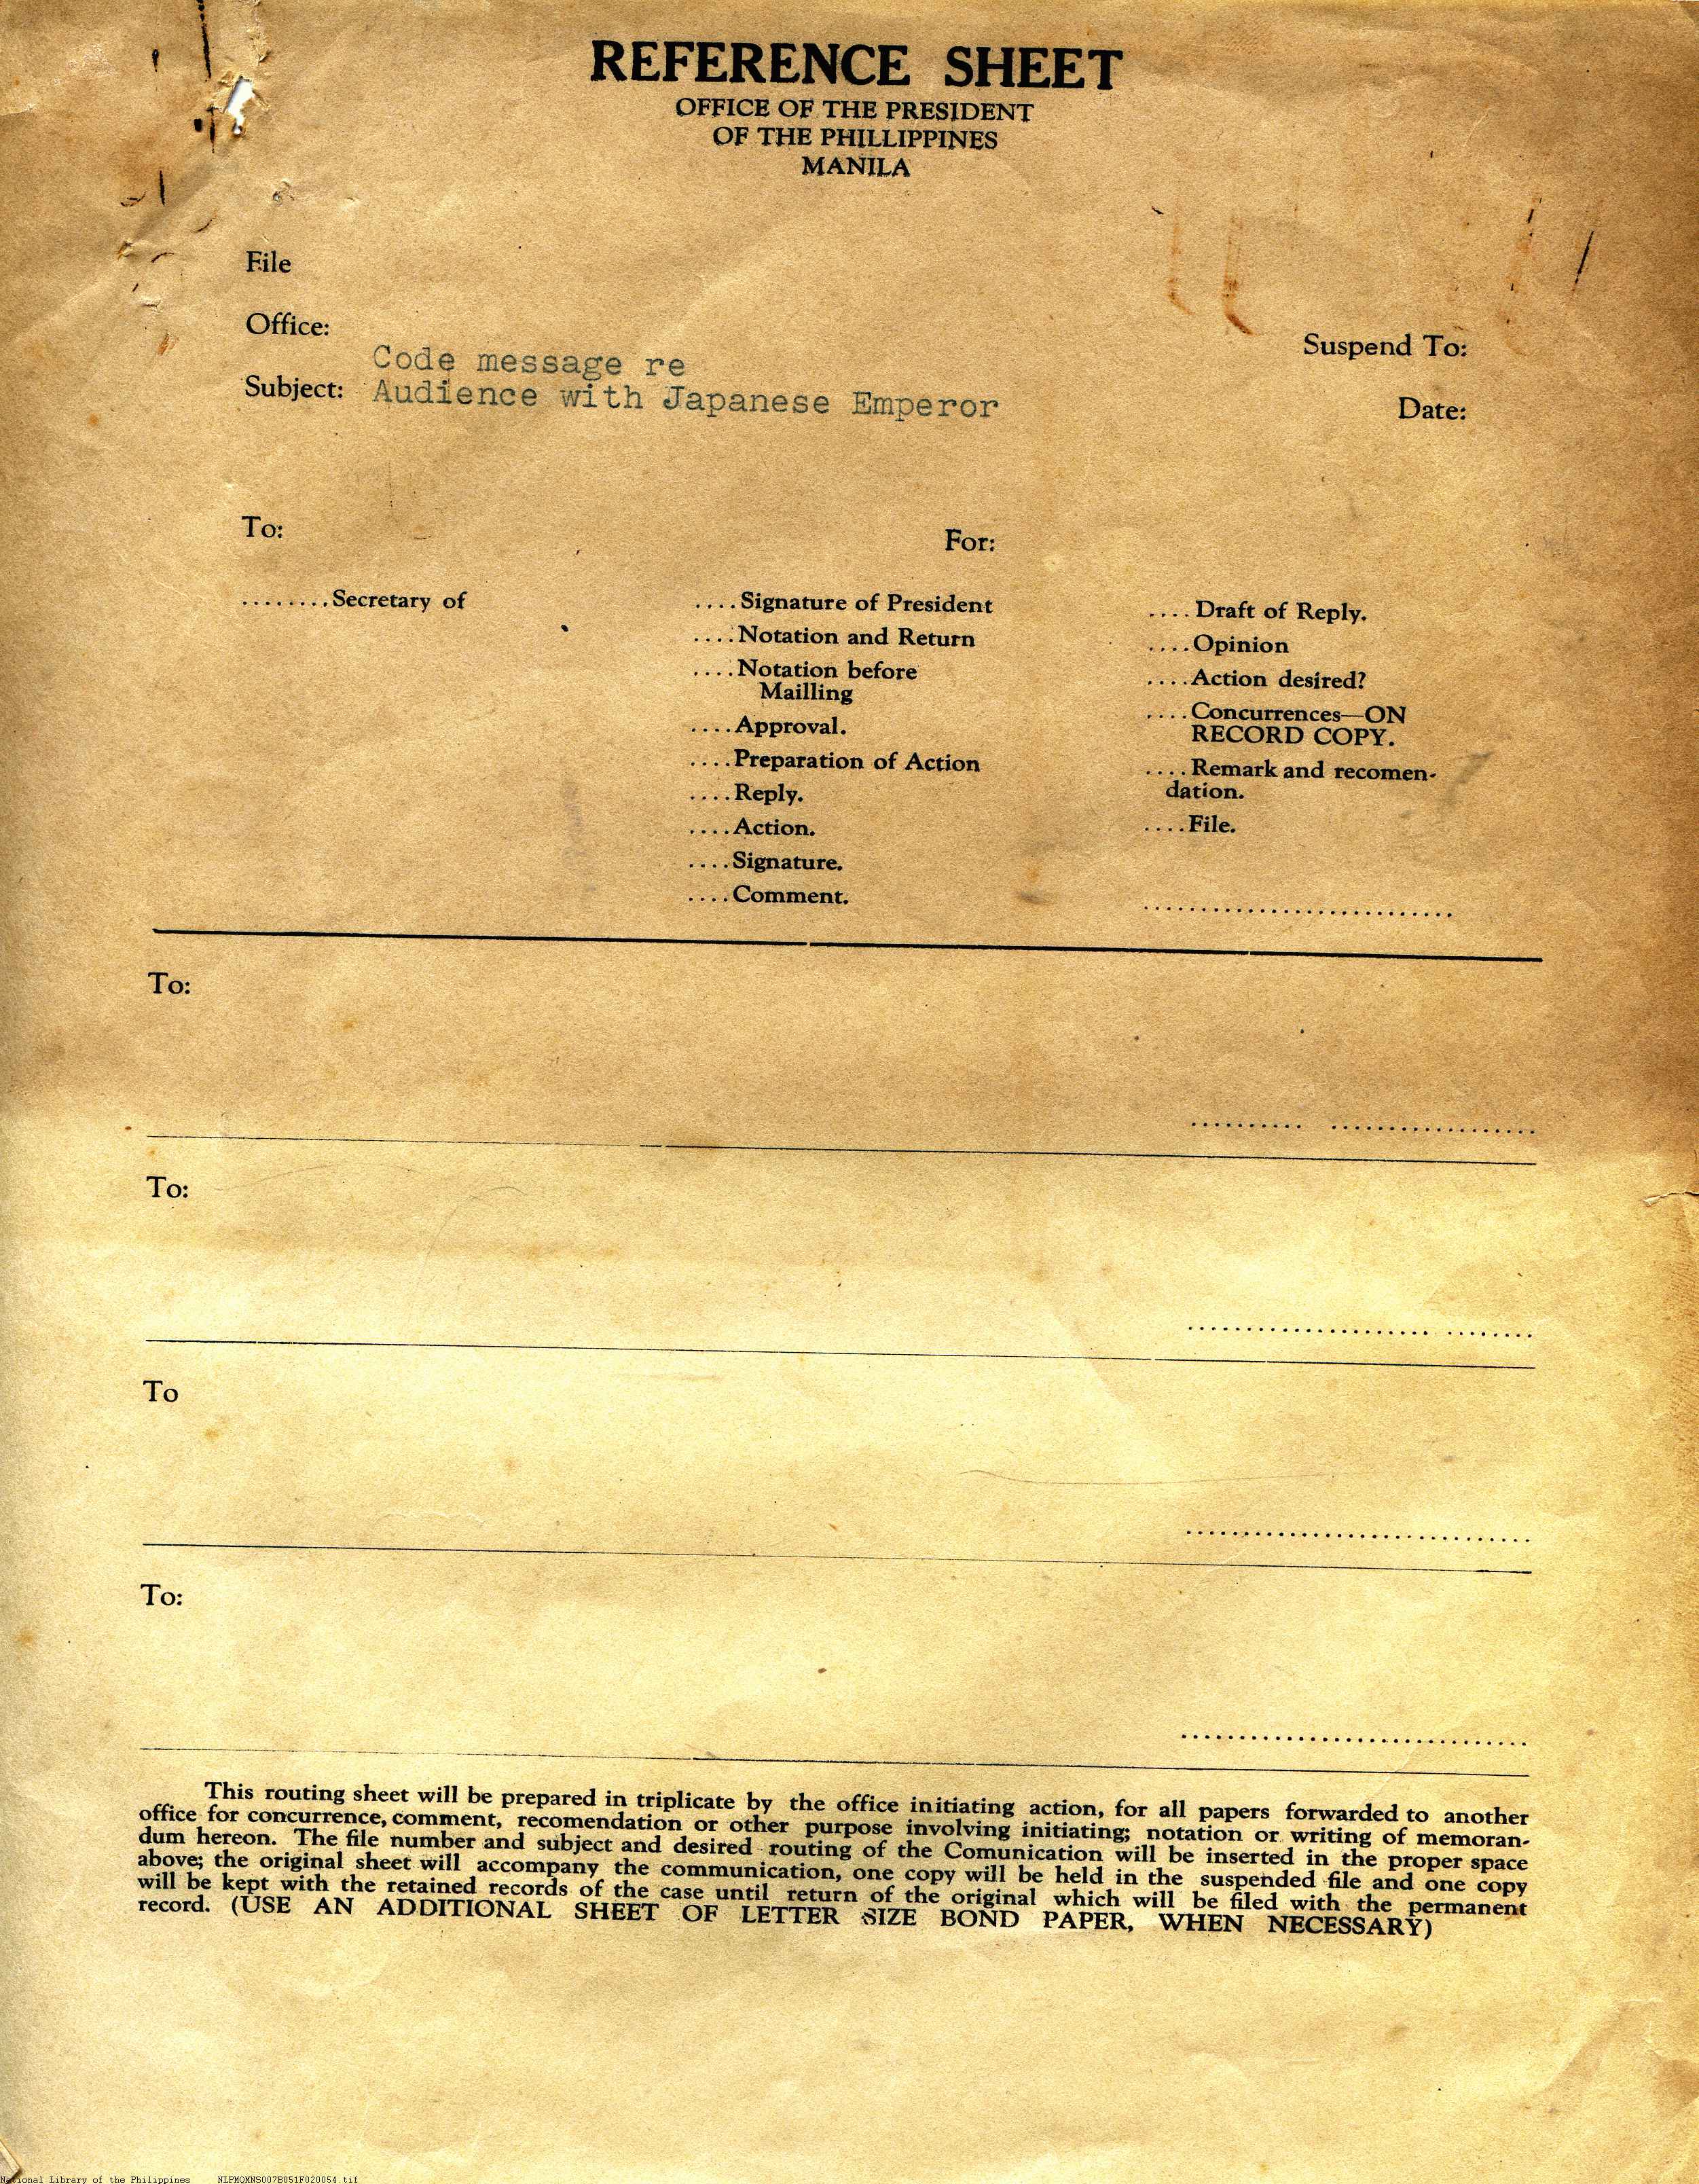 REFERENCE SHEET
OFFICE OF THE PRESIDENT
OF THE PHILLIPPINES
MANILA
File
Office:
Suspend To:
Code message re
Subject: Audience with Japanese Emperor
Date:
To:
For:
........Secretary of
....Signature of President
....Notation and Return
....Notation before
Mailling
....Approval.
....Preparation of Action
....Reply.
....Action.
....Signature.
....Comment.
....Draft of Reply.
....Opinion
....Action desired?
....Concurrences—ON
RECORD COPY.
....Remark and recomen-
dation.
....File.
To:
To:
To
To:
This routing sheet will be prepared in triplicate by the office initiating action, for all papers forwarded to another
office for concurrence, comment, recomendation or other purpose involving initiating; notation or writing of memoran-
dum hereon. The file number and subject and desired routing of the Comunication will be inserted in the proper space
above; the original sheet will accompany the communication, one copy will be held in the suspended file and one copy
will be kept with the retained records of the case until return of the original which will be filed with the permanent
record. (USE AN ADDITIONAL SHEET OF LETTER SIZE BOND PAPER, WHEN NECESSARY)
National Library of the Philippines NLPMQMNS007B051F020054.tif